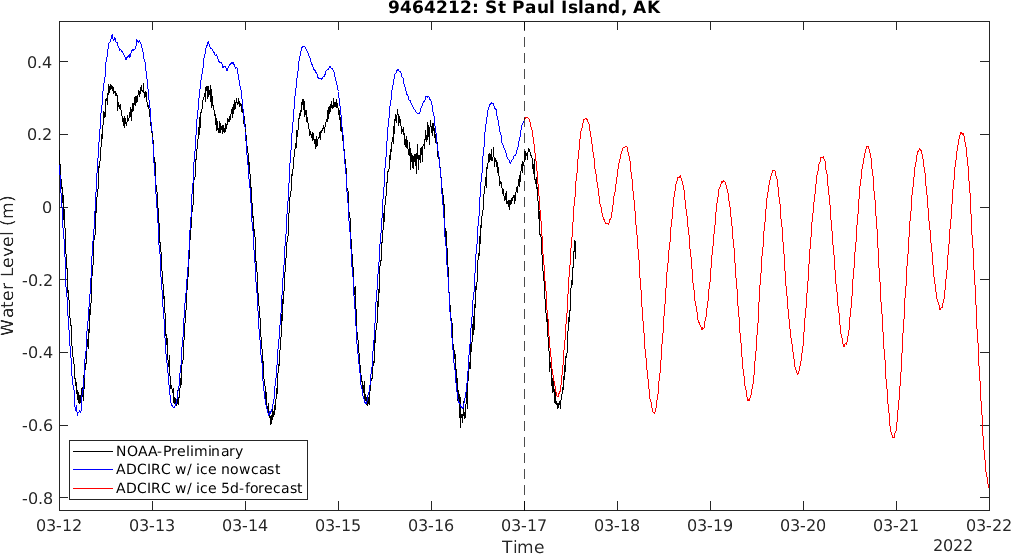 9464212: St Paul Island, AK
Water Level (m)
0.4
0.2
0
-0.2
-0.4
-0.6
-0.8
NOAA-Preliminary
ADCIRC w/ ice nowcast
ADCIRC w/ ice 5d-forecast
03-12 03-13 03-14 03-15 03-16 03-17 03-18 03-19 03-20 03-21 03-22
Time
2022